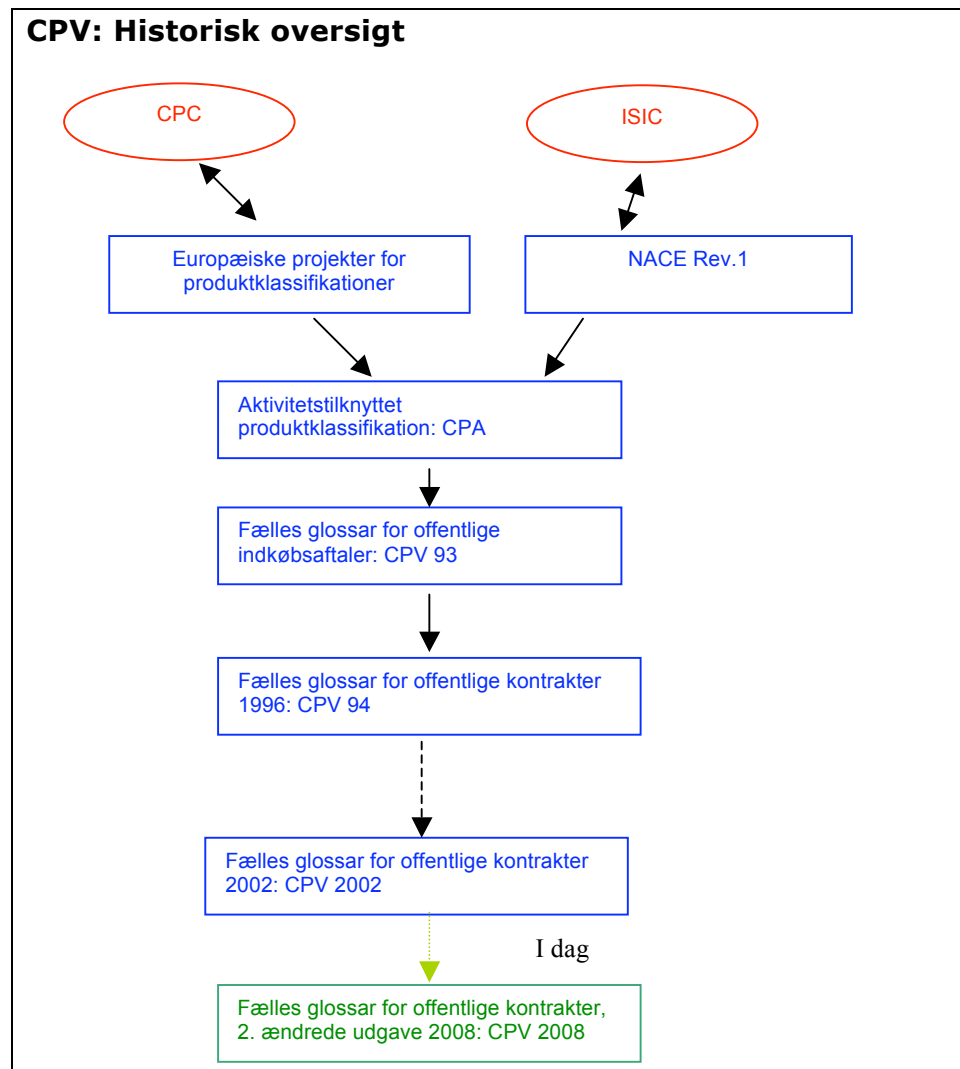 CPV: Historisk oversigt
CPC
ISIC
Europæiske projekter for
produktklassifikationer
NACE Rev.1
Aktivitetstilknyttet
produktklassifikation: CPA
Fælles glossar for offentlige
indkøbsaftaler: CPV 93
Fælles glossar for offentlige kontrakter
1996: CPV 94
Fælles glossar for offentlige kontrakter
2002: CPV 2002
I dag
Fælles glossar for offentlige kontrakter,
2. ændrede udgave 2008: CPV 2008